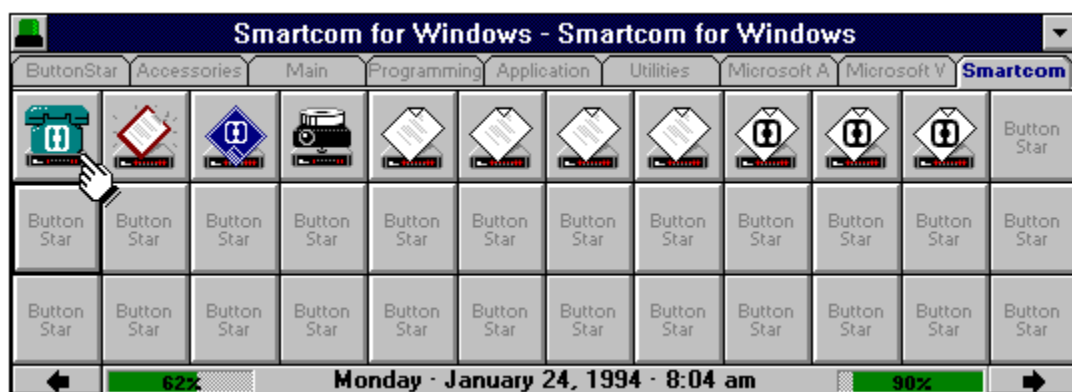 Smartcom for Windows - Smartcom for Windows
ButtonStar Accessories Main Programming Application Utilities Microsoft A Microsoft V Smartcom
Button
Star
Button Button Button Button Button Button Button Button Button Button Button Button
Star Star Star Star Star Star Star Star Star Star Star Star
Button Button Button Button Button Button Button Button Button Button Button Button
Star Star Star Star Star Star Star Star Star Star Star Star
62% Monday - January 24, 1994 - 8:04 am 90%